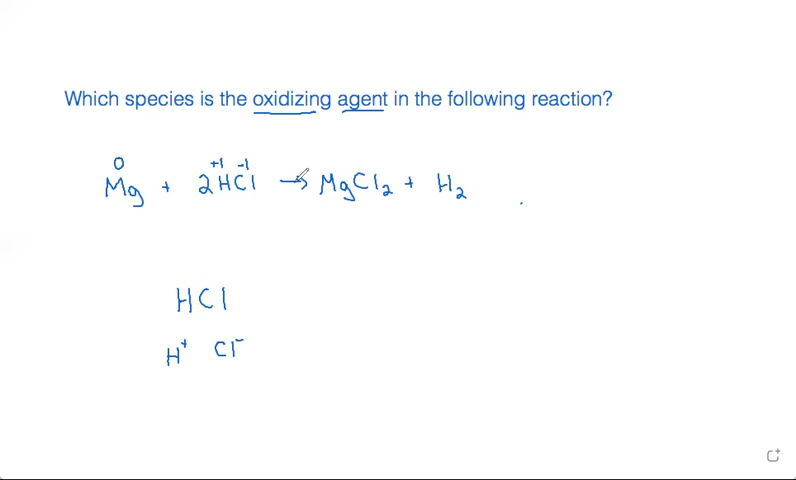 Which species is the oxidizing agent in the following reaction?
0 +1 -1
Mg + 2HCl → MgCl₂ + H₂
HCl
H⁺ Cl⁻